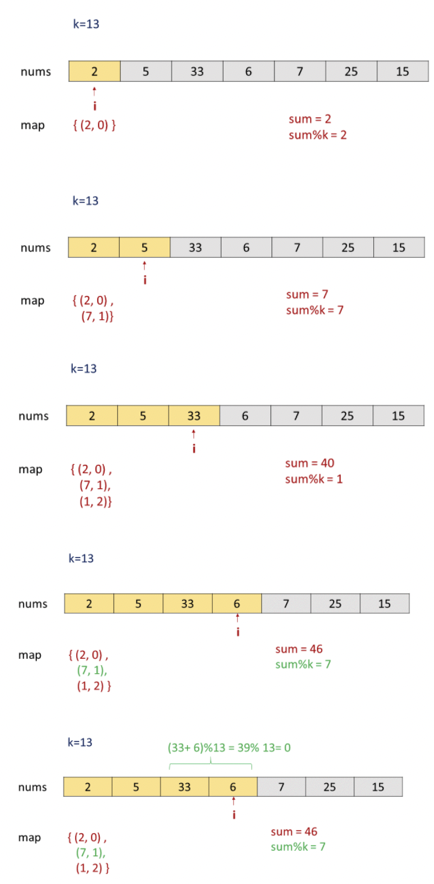 k=13
nums 2 5 33 6 7 25 15
i
map { (2, 0) } sum = 2
sum%k = 2
k=13
nums 2 5 33 6 7 25 15
i
map { (2, 0) , sum = 7
(7, 1)} sum%k = 7
k=13
nums 2 5 33 6 7 25 15
i
map { (2, 0) , sum = 40
(7, 1), sum%k = 1
(1, 2)}
k=13
nums 2 5 33 6 7 25 15
i
map { (2, 0) , sum = 46
(7, 1), sum%k = 7
(1, 2) }
k=13 (33+ 6)%13 = 39% 13= 0
nums 2 5 33 6 7 25 15
i
map { (2, 0) , sum = 46
(7, 1), sum%k = 7
(1, 2) }